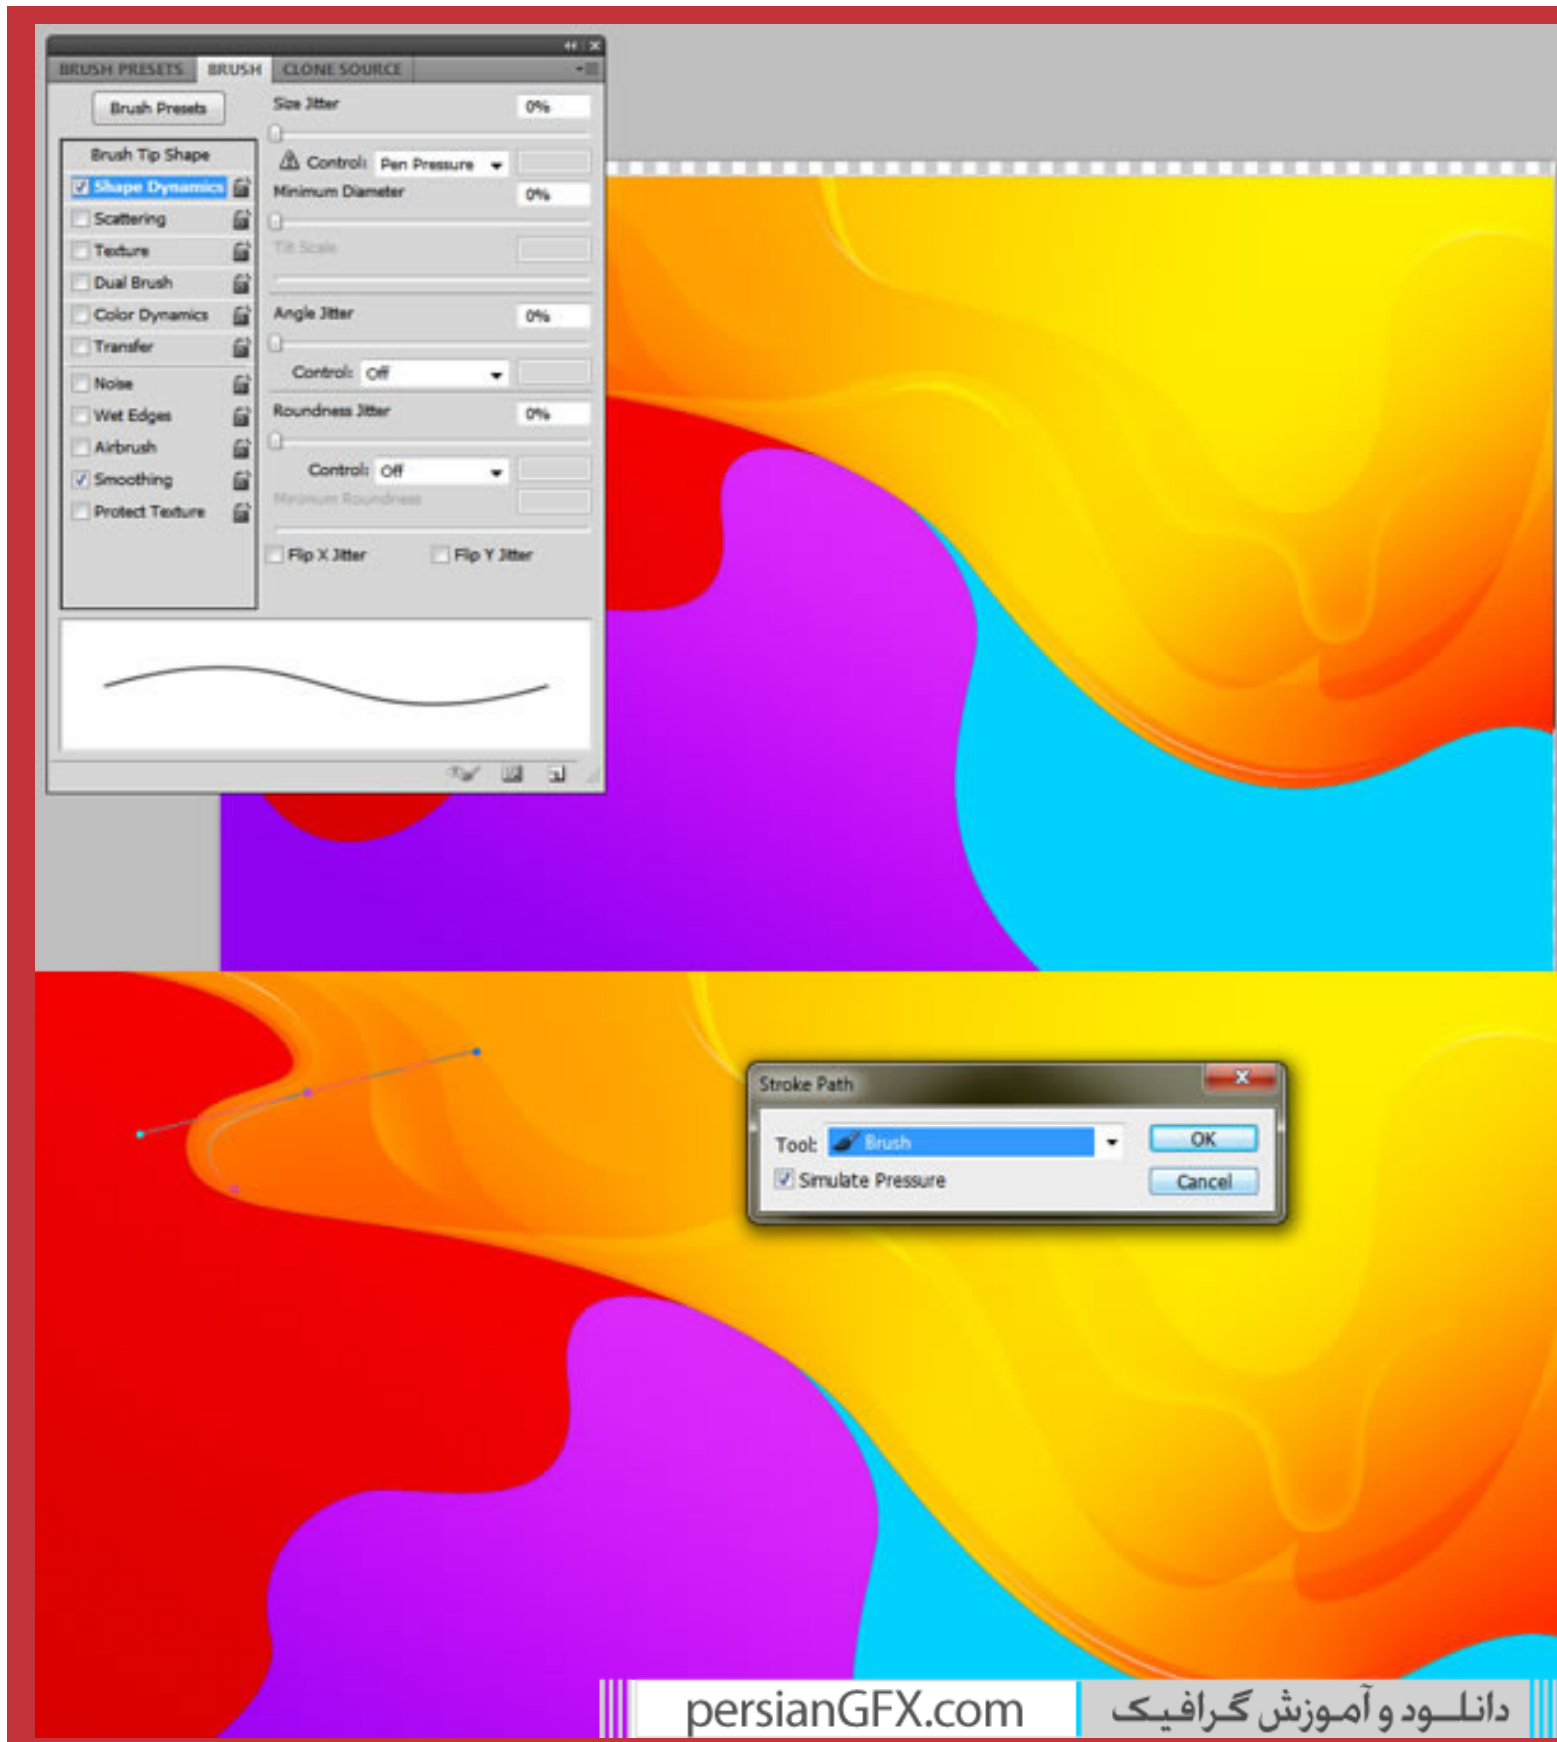 BRUSH PRESETS BRUSH CLONE SOURCE
Brush Presets
Brush Tip Shape
Shape Dynamics
Scattering
Texture
Dual Brush
Color Dynamics
Transfer
Noise
Wet Edges
Airbrush
Smoothing
Protect Texture
Size Jitter 0%
Control: Pen Pressure
Minimum Diameter 0%
Tilt Scale
Angle Jitter 0%
Control: Off
Roundness Jitter 0%
Control: Off
Minimum Roundness
Flip X Jitter Flip Y Jitter
Stroke Path
Tool: Brush OK
Simulate Pressure Cancel
persianGFX.com
دانلــود و آموزش گرافیک